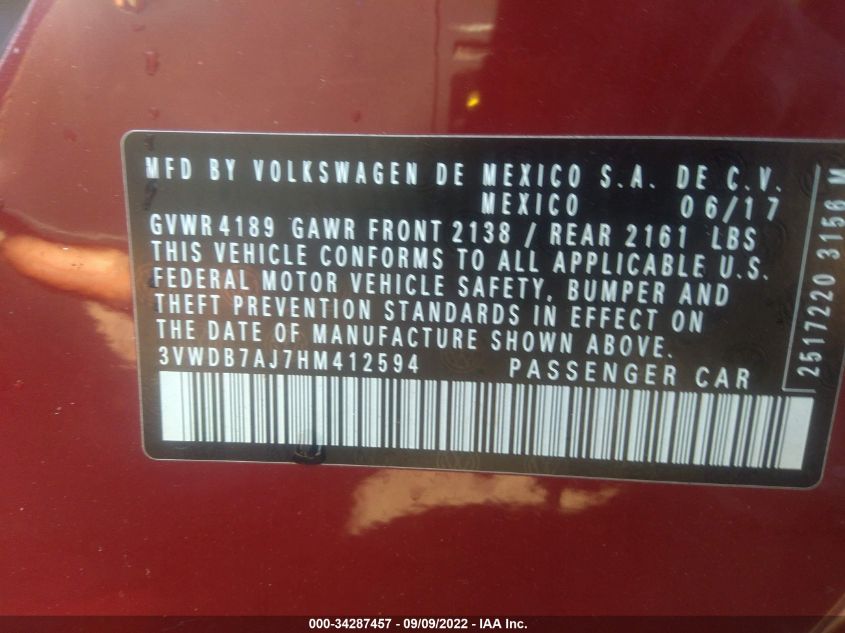 MFD BY VOLKSWAGEN DE MEXICO S.A. DE C.V.
MEXICO 06/17
GVWR 4189 GAWR FRONT 2138 / REAR 2161 LBS
THIS VEHICLE CONFORMS TO ALL APPLICABLE U.S.
FEDERAL MOTOR VEHICLE SAFETY, BUMPER AND
THEFT PREVENTION STANDARDS IN EFFECT ON
THE DATE OF MANUFACTURE SHOWN ABOVE.
3VWDB7AJ7HM412594 PASSENGER CAR
2517220 3156 M
000-34287457 - 09/09/2022 - IAA Inc.